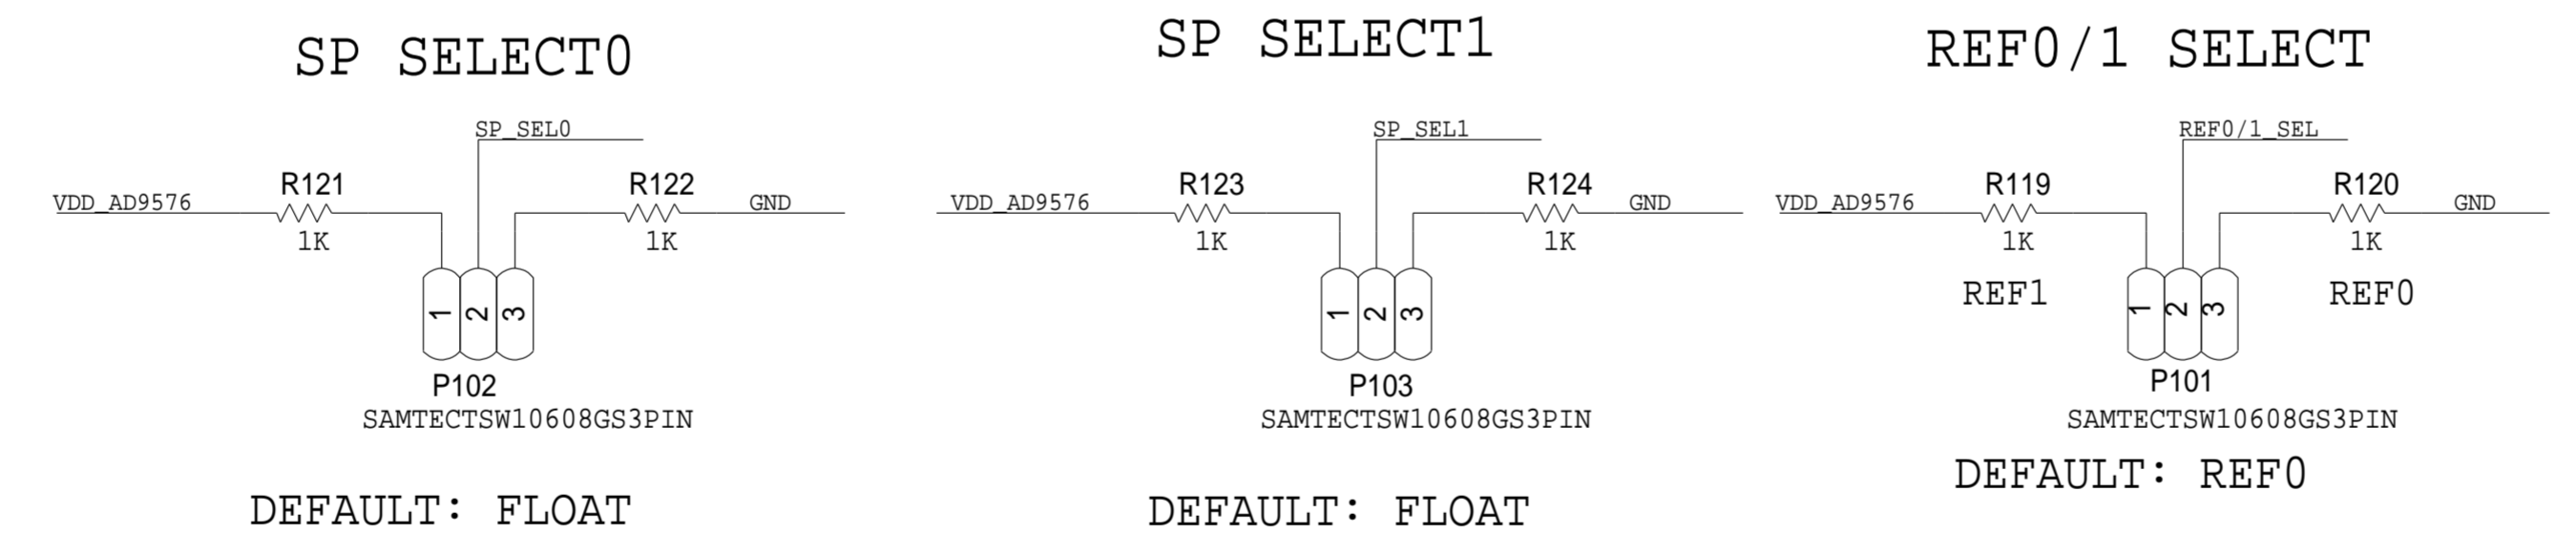 SP SELECT0
SP_SEL0
VDD_AD9576
R121
1K
R122
1K
GND
1
2
3
P102
SAMTECTSW10608GS3PIN
DEFAULT: FLOAT
SP SELECT1
SP_SEL1
VDD_AD9576
R123
1K
R124
1K
GND
1
2
3
P103
SAMTECTSW10608GS3PIN
DEFAULT: FLOAT
REF0/1 SELECT
REF0/1_SEL
VDD_AD9576
R119
1K
R120
1K
GND
REF1
1
2
3
REF0
P101
SAMTECTSW10608GS3PIN
DEFAULT: REF0